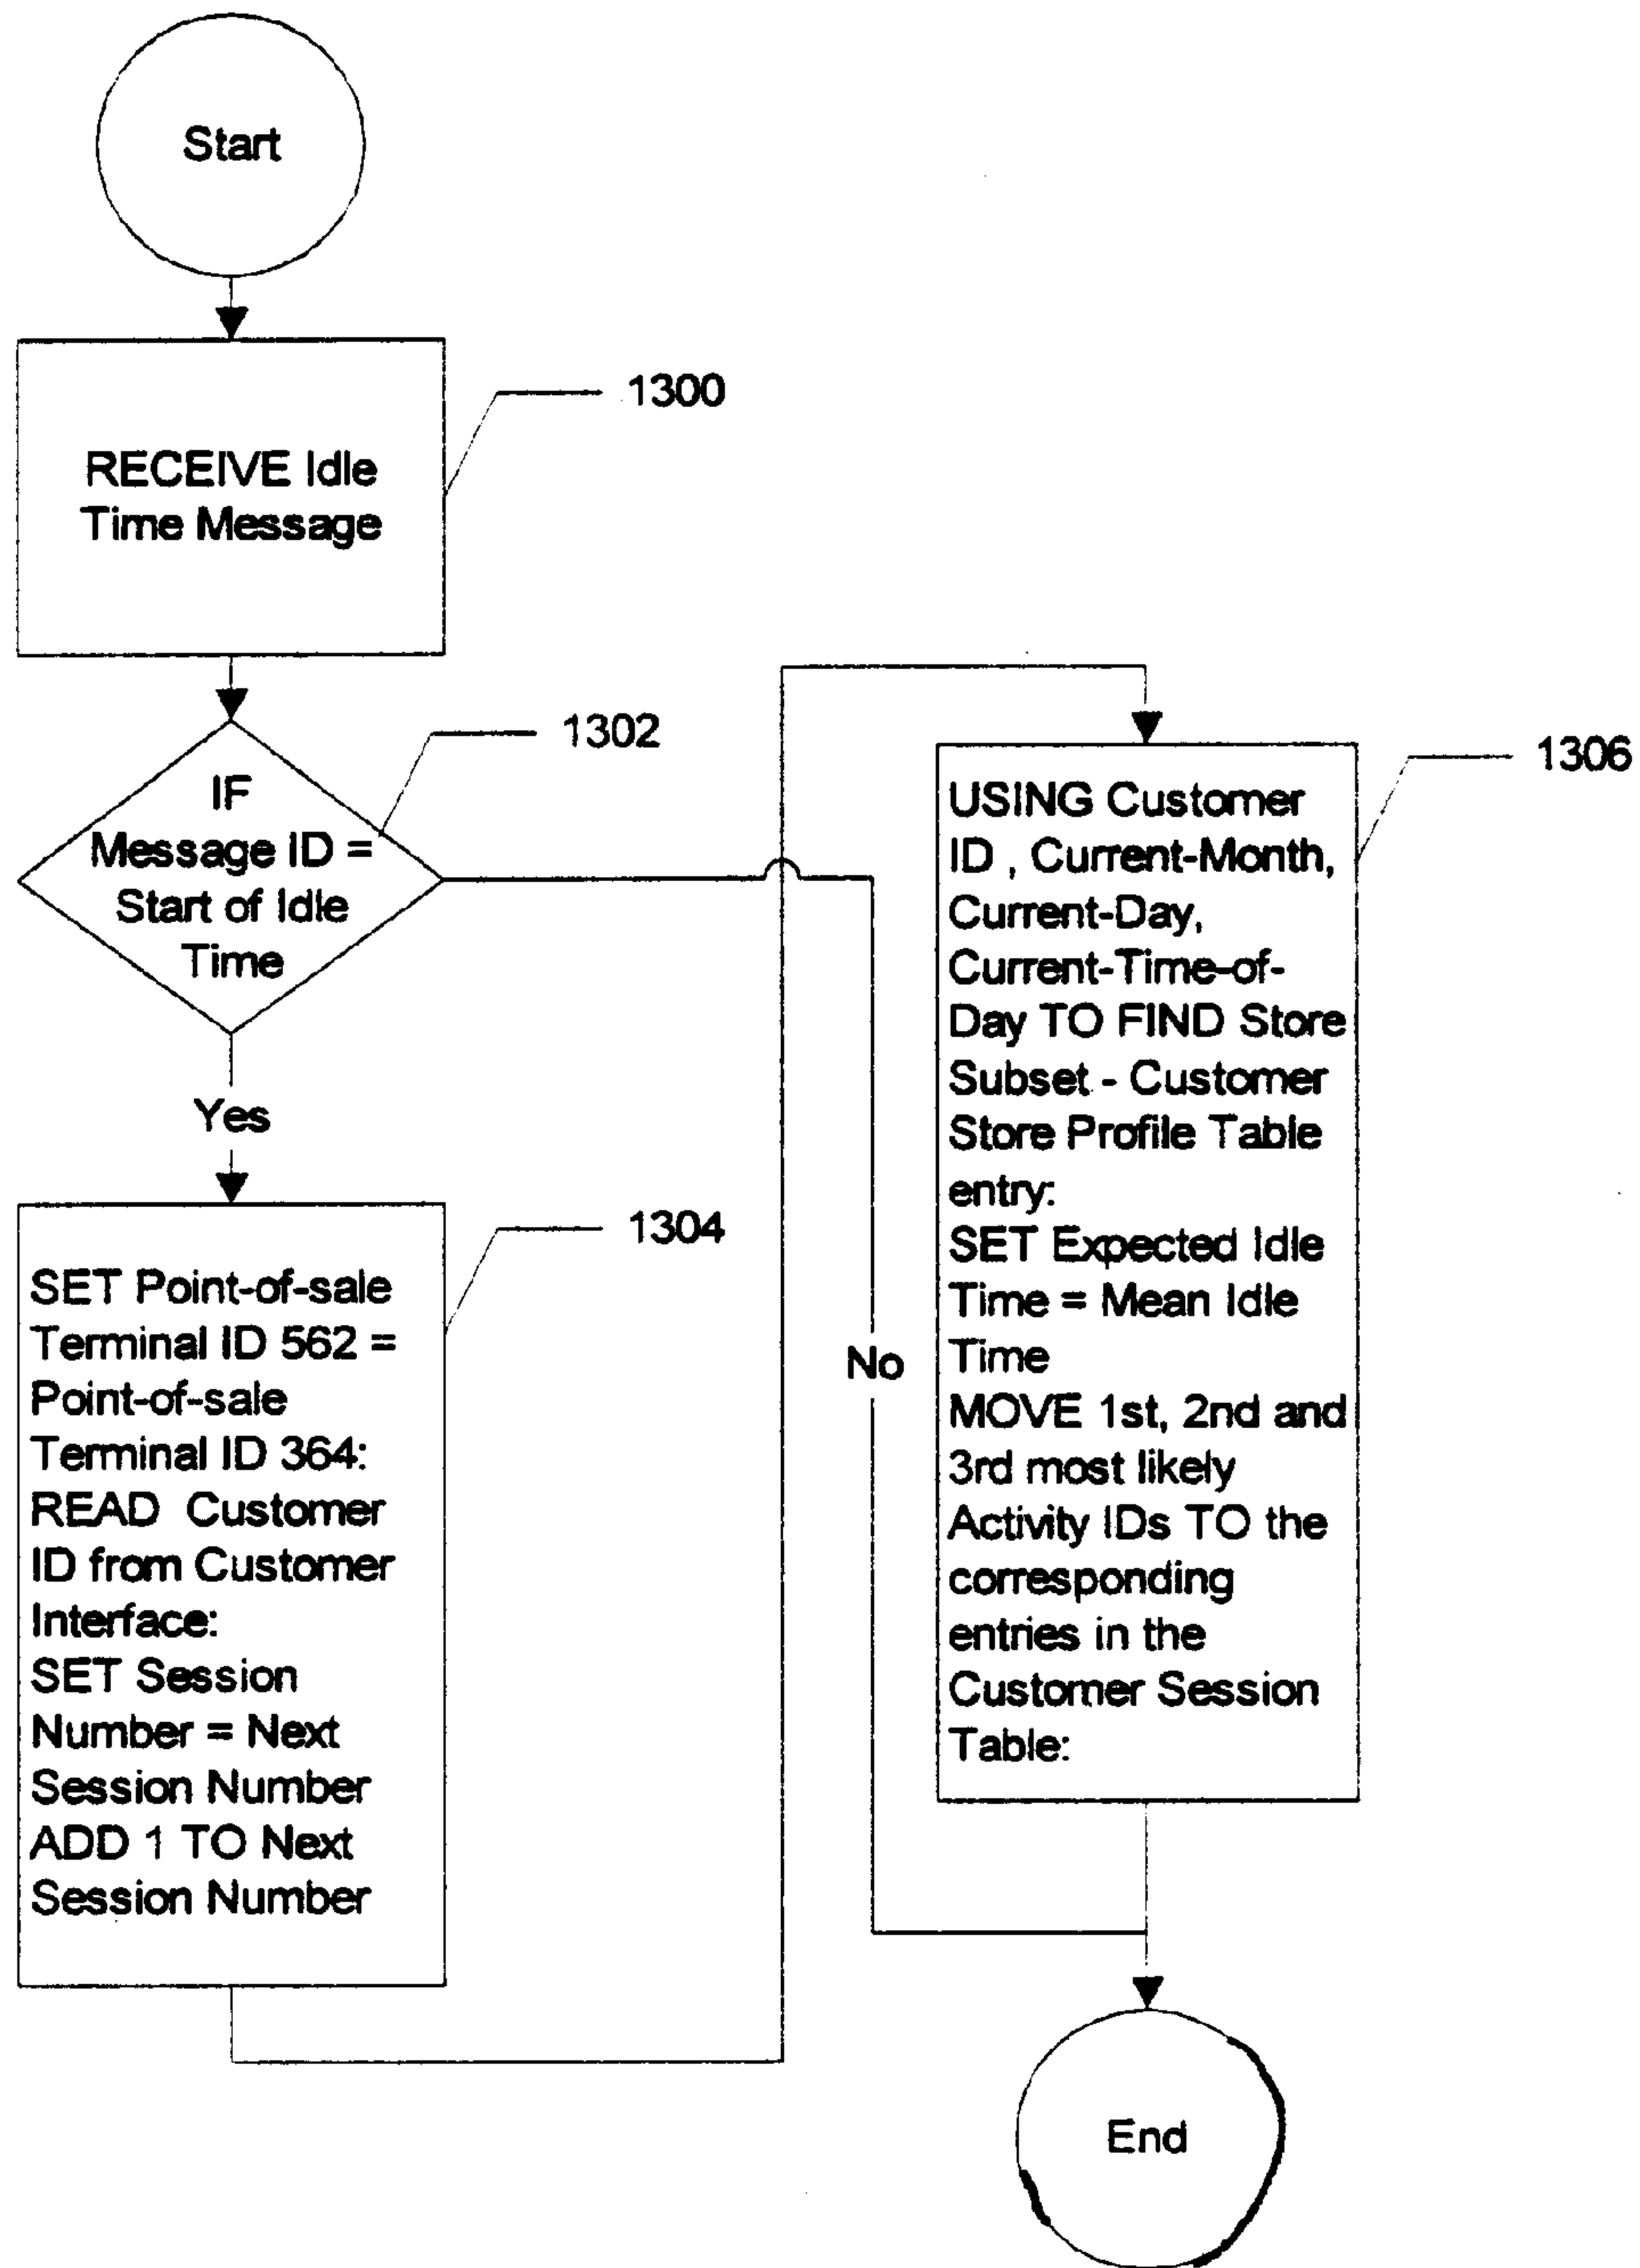 Start
RECEIVE Idle
Time Message
1300
IF
Message ID =
Start of Idle
Time
1302
Yes
No
SET Point-of-sale
Terminal ID 562 =
Point-of-sale
Terminal ID 364:
READ Customer
ID from Customer
Interface:
SET Session
Number = Next
Session Number
ADD 1 TO Next
Session Number
1304
USING Customer
ID , Current-Month,
Current-Day,
Current-Time-of-
Day TO FIND Store
Subset - Customer
Store Profile Table
entry:
SET Expected Idle
Time = Mean Idle
Time
MOVE 1st, 2nd and
3rd most likely
Activity IDs TO the
corresponding
entries in the
Customer Session
Table:
1306
End